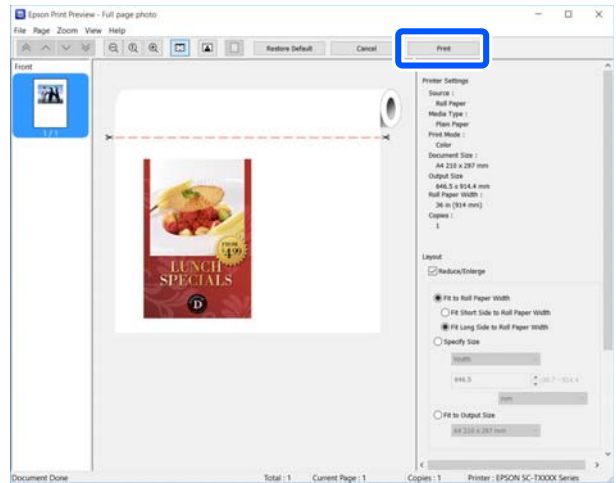 Epson Print Preview - Full page photo
File Page Zoom View Help
Restore Default
Cancel
Print
Front
1 / 1
FROM
$4.99
LUNCH
SPECIALS
D
Printer Settings
Source :
Roll Paper
Media Type :
Plain Paper
Print Mode :
Color
Document Size :
A4 210 x 297 mm
Output Size
646.5 x 914.4 mm
Roll Paper Width :
36 in (914 mm)
Copies :
1
Layout
Reduce/Enlarge
Fit to Roll Paper Width
Fit Short Side to Roll Paper Width
Fit Long Side to Roll Paper Width
Specify Size
Width
646.5
mm
Fit to Output Size
A4 210 x 297 mm
Document Done
Total : 1
Current Page : 1
Copies : 1
Printer : EPSON SC-TXXXX Series